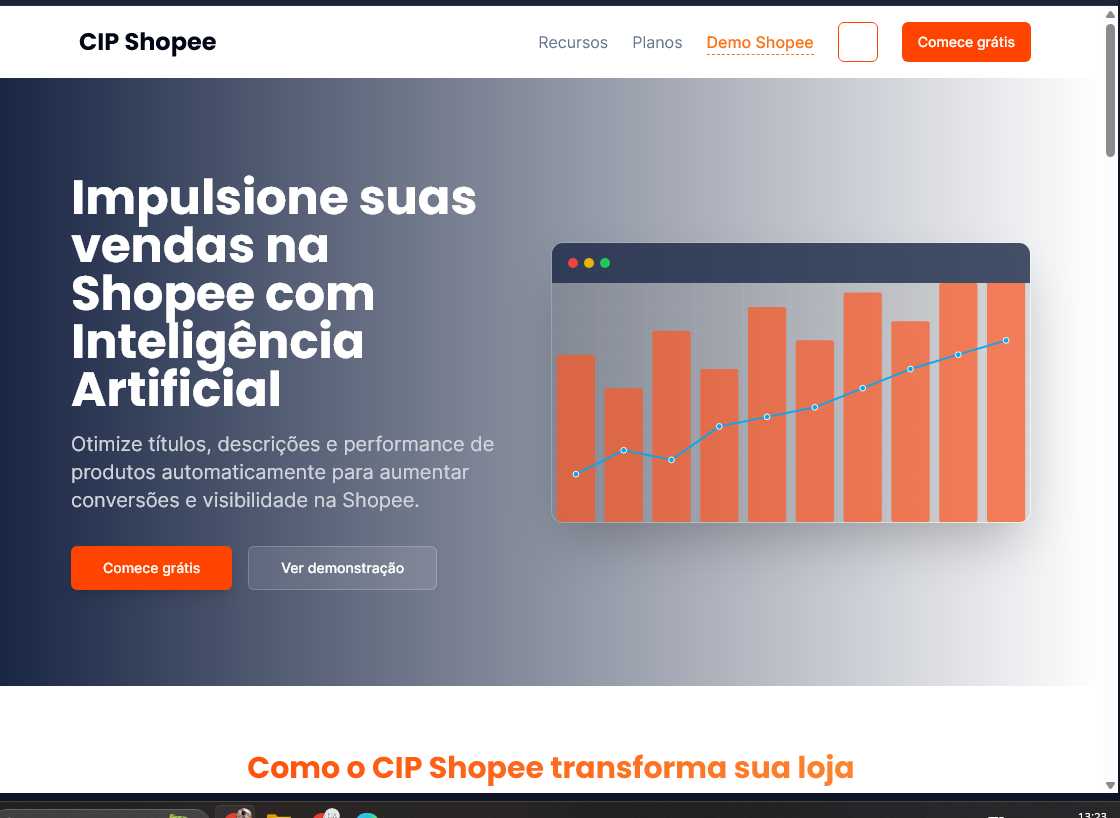 CIP Shopee
Recursos
Planos
Demo Shopee
Comece grátis
Impulsione suas
vendas na
Shopee com
Inteligência
Artificial
Otimize títulos, descrições e performance de
produtos automaticamente para aumentar
conversões e visibilidade na Shopee.
Comece grátis
Ver demonstração
Como o CIP Shopee transforma sua loja
13:23